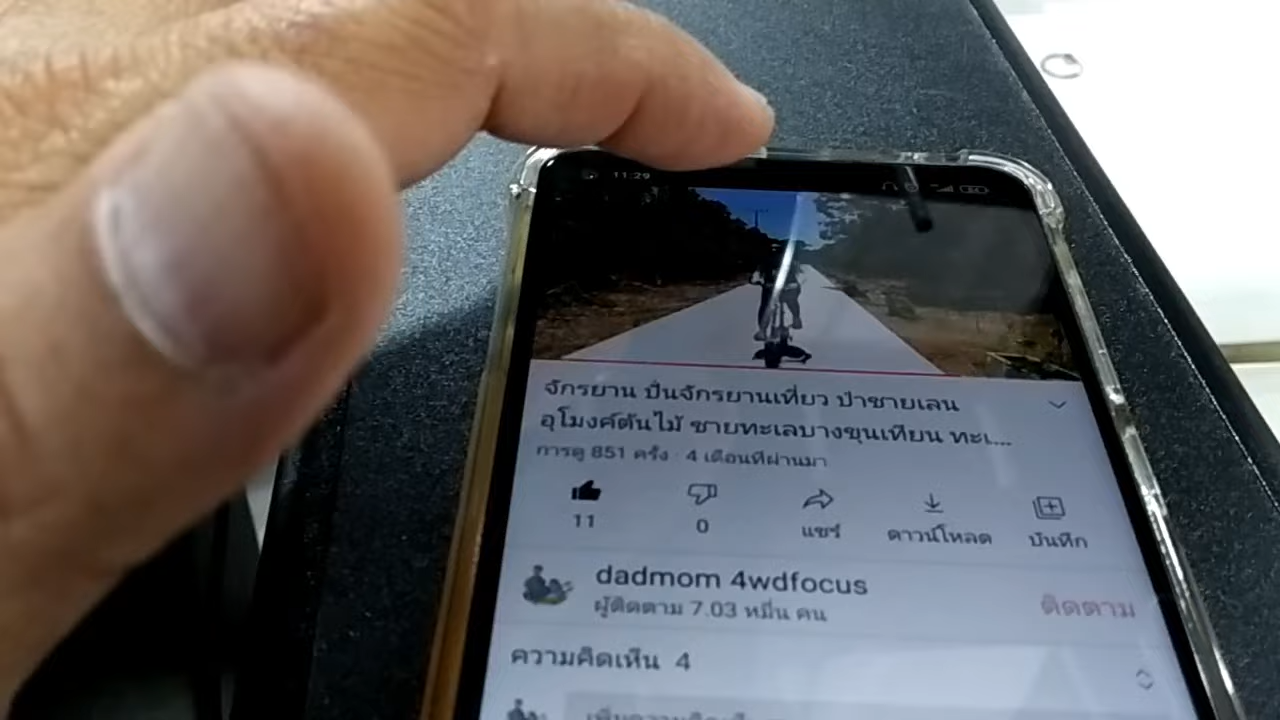 11:29
จักรยาน ปั่นจักรยานเที่ยว ป่าชายเลน
อุโมงค์ต้นไม้ ชายทะเลบางขุนเทียน ทะเ...
การดู 851 ครั้ง · 4 เดือนที่ผ่านมา
11
0
แชร์
ดาวน์โหลด
บันทึก
dadmom 4wdfocus
ผู้ติดตาม 7.03 หมื่น คน
ติดตาม
ความคิดเห็น 4